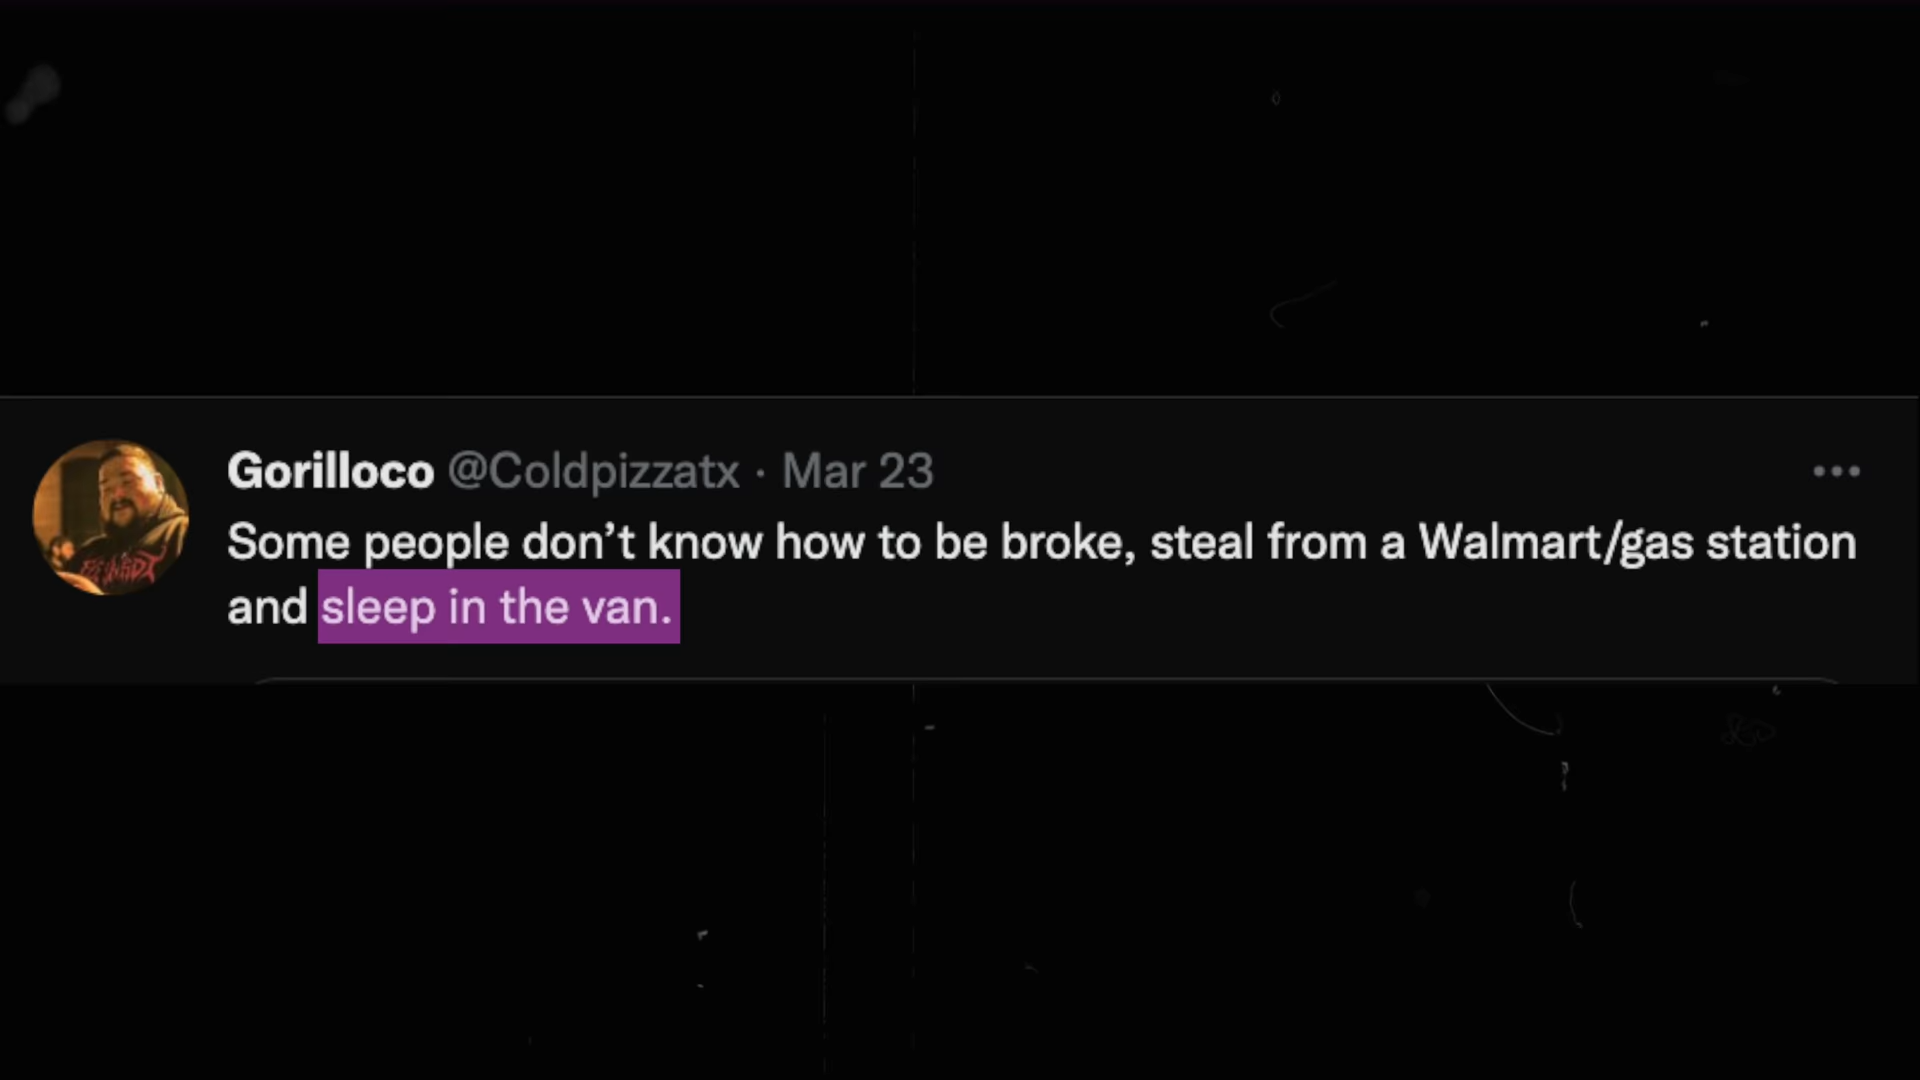 Gorilloco @Coldpizzatx · Mar 23
Some people don’t know how to be broke, steal from a Walmart/gas station
and sleep in the van.